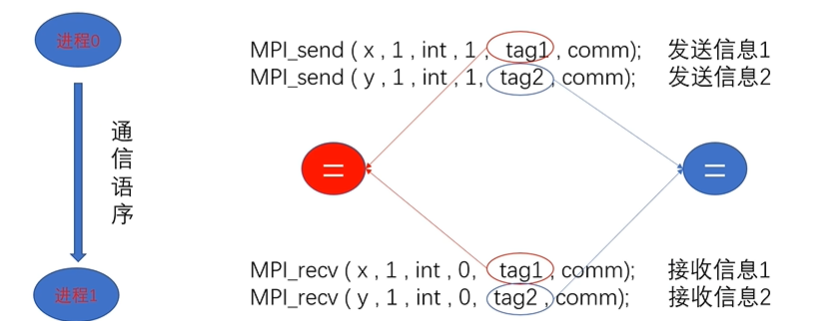 进程0
MPI_send ( x , 1 , int , 1 , tag1 , comm); 发送信息1
MPI_send ( y , 1 , int , 1, tag2 , comm); 发送信息2
通信语序
=
=
进程1
MPI_recv ( x , 1 , int , 0, tag1 , comm); 接收信息1
MPI_recv ( y , 1 , int , 0, tag2 , comm); 接收信息2